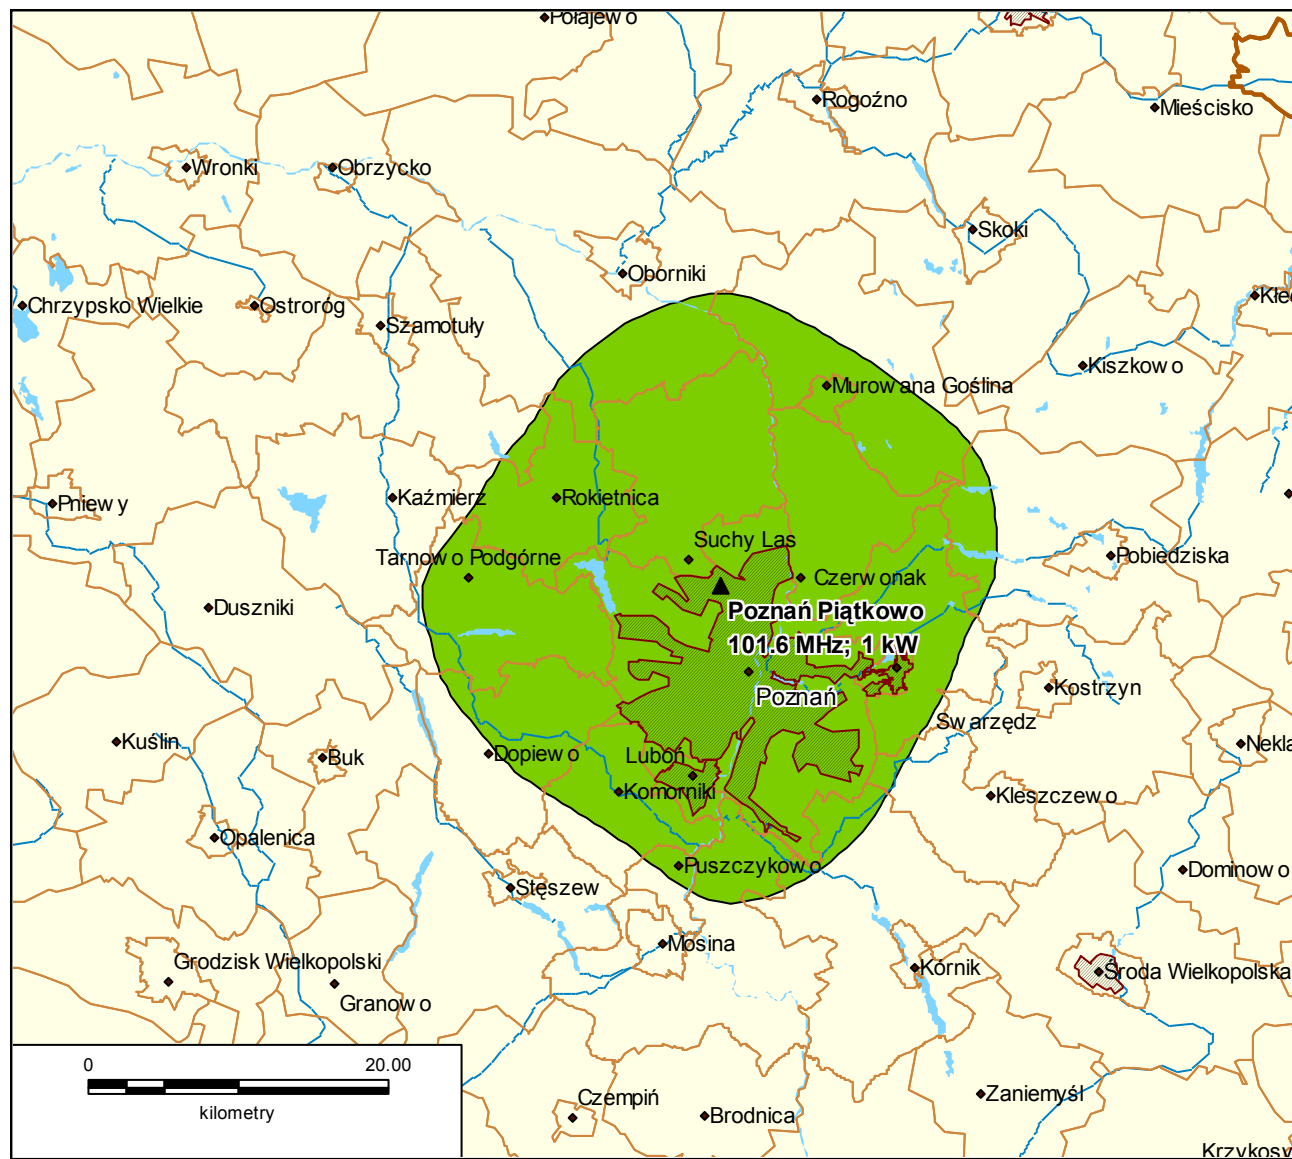 Połajewo
Rogoźno
Mieścisko
Wronki
Obrzycko
Skoki
Oborniki
Chrzypsko Wielkie
Ostroróg
Szamotuły
Kłec
Kiszkowo
Murowana Goślina
Pniewy
Kaźmierz
Rokietnica
Suchy Las
Tarnowo Podgórne
Czerwonak
Pobiedziska
Duszniki
Poznań Piątkowo
101.6 MHz; 1 kW
Poznań
Kostrzyn
Swarzędz
Kuślin
Buk
Dopiewo
Luboń
Nekla
Komorniki
Kleszczewo
Opalenica
Puszczykowo
Dominowo
Stęszew
Mosina
Grodzisk Wielkopolski
Kórnik
Środa Wielkopolska
Granowo
0 20.00
kilometry
Czempiń
Brodnica
Zaniemyśl
Krzykosy